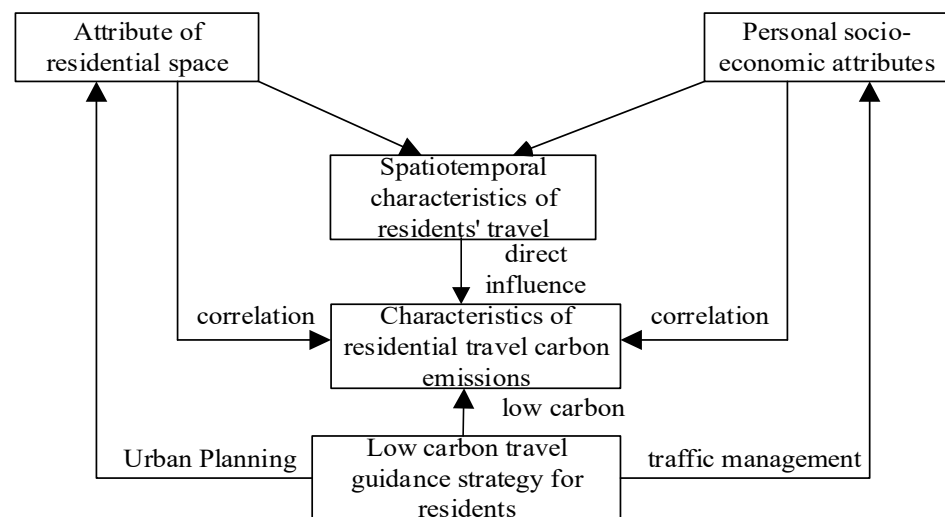 Attribute of
residential space
Personal socio-
economic attributes
Spatiotemporal
characteristics of
residents' travel
direct
influence
correlation
Characteristics of
residential travel carbon
emissions
correlation
low carbon
Urban Planning
Low carbon travel
guidance strategy for
residents
traffic management